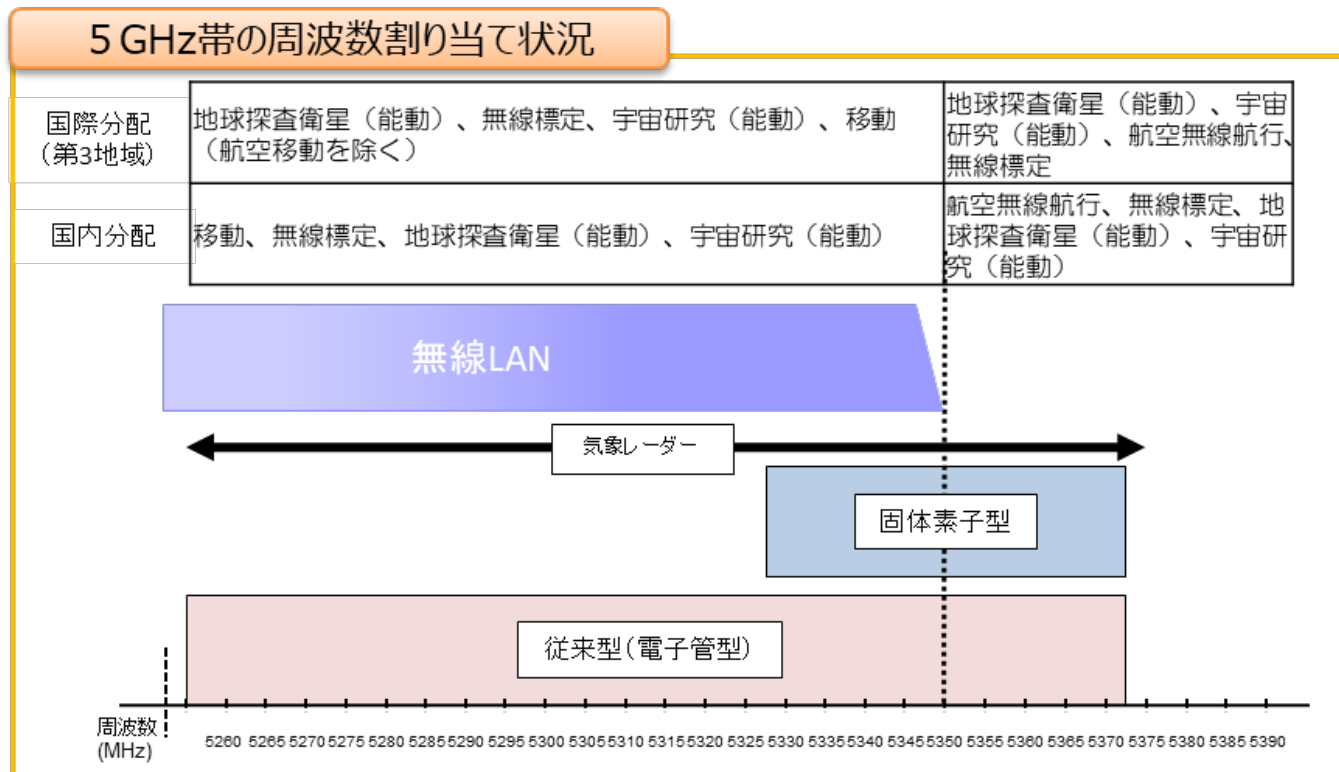 5 GHz帯の周波数割り当て状況
国際分配
（第3地域）
地球探査衛星（能動）、無線標定、宇宙研究（能動）、移動
（航空移動を除く）
地球探査衛星（能動）、宇宙
研究（能動）、航空無線航行、
無線標定
国内分配
移動、無線標定、地球探査衛星（能動）、宇宙研究（能動）
航空無線航行、無線標定、地
球探査衛星（能動）、宇宙研
究（能動）
無線LAN
気象レーダー
固体素子型
従来型（電子管型）
周波数
(MHz)
5260 5265 5270 5275 5280 5285 5290 5295 5300 5305 5310 5315 5320 5325 5330 5335 5340 5345 5350 5355 5360 5365 5370 5375 5380 5385 5390